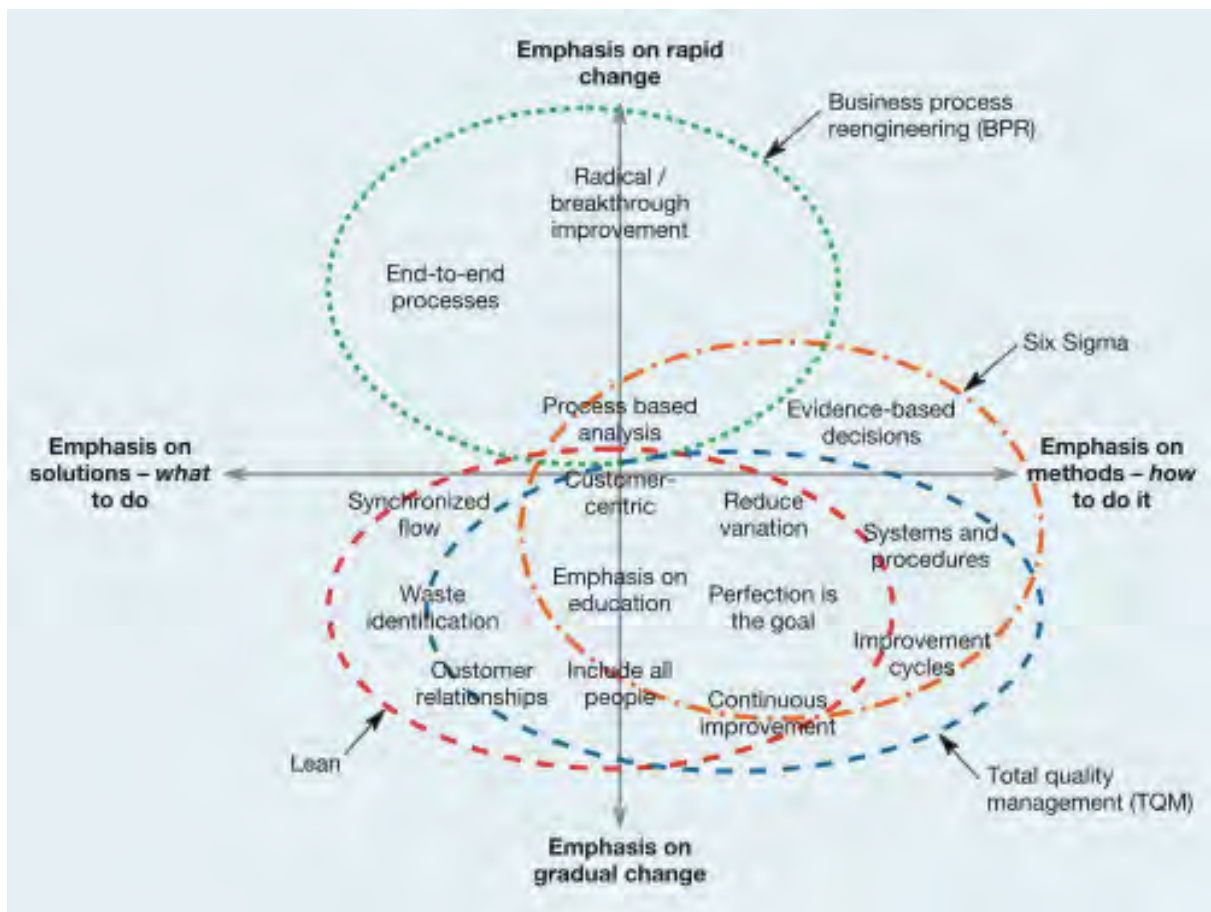 Emphasis on rapid
change
Business process
reengineering (BPR)
Radical /
breakthrough
improvement
End-to-end
processes
Six Sigma
Process based
analysis
Evidence-based
decisions
Emphasis on
solutions – what
to do
Emphasis on
methods – how
to do it
Customer-
centric
Synchronized
flow
Reduce
variation
Systems and
procedures
Emphasis on
education
Waste
identification
Perfection is
the goal
Improvement
cycles
Customer
relationships
Include all
people
Continuous
improvement
Lean
Total quality
management (TQM)
Emphasis on
gradual change